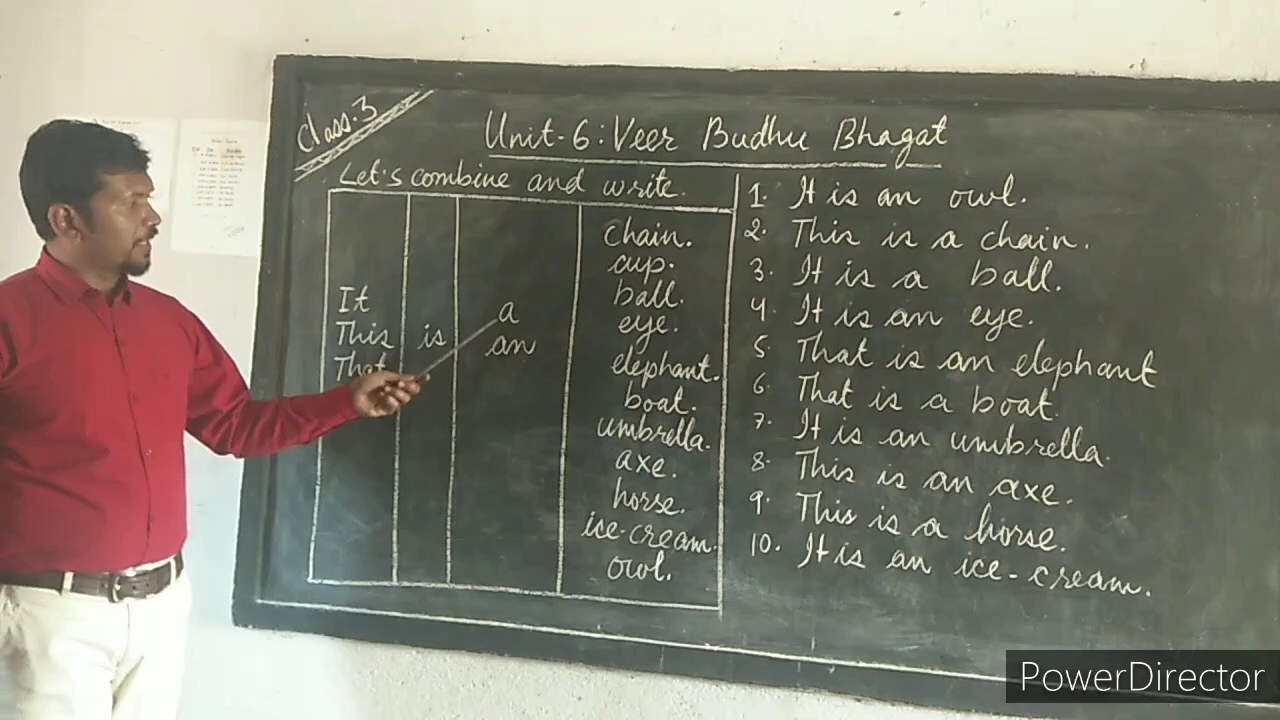 Class-3
Unit-6: Veer Budhu Bhagat
Let's combine and write.
It
This
That
is
a
an
chain.
cup.
ball.
eye.
elephant.
boat.
umbrella.
axe.
horse.
ice-cream.
owl.
1. It is an owl.
2. This is a chain.
3. It is a ball.
4. It is an eye.
5. That is an elephant
6. That is a boat.
7. It is an umbrella.
8. This is an axe.
9. This is a horse.
10. It is an ice-cream.
PowerDirector